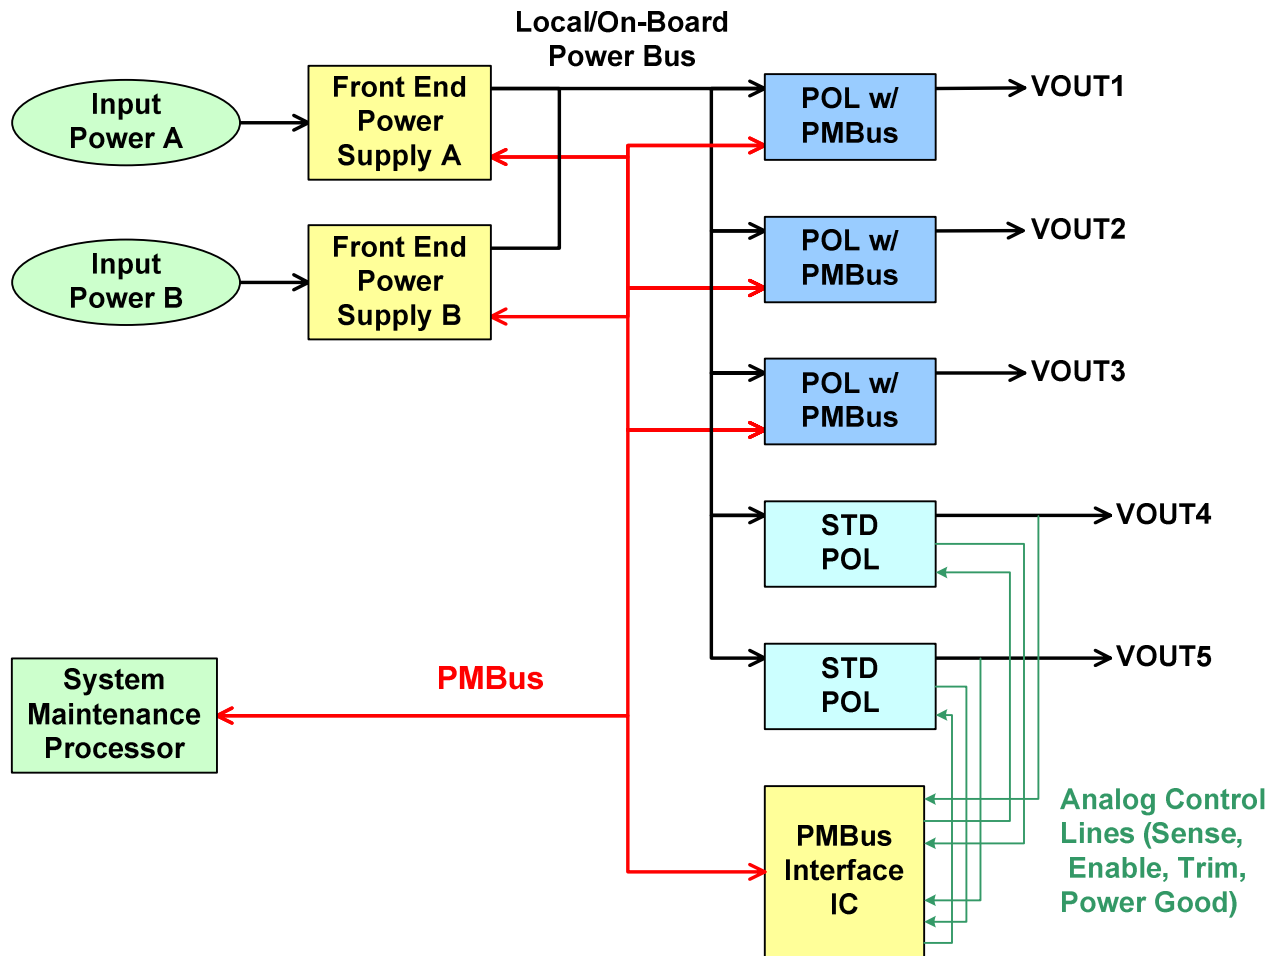 Local/On-Board
Power Bus
Input
Power A
Front End
Power
Supply A
POL w/
PMBus
VOUT1
Input
Power B
Front End
Power
Supply B
POL w/
PMBus
VOUT2
POL w/
PMBus
VOUT3
STD
POL
VOUT4
System
Maintenance
Processor
PMBus
STD
POL
VOUT5
PMBus
Interface
IC
Analog Control
Lines (Sense,
Enable, Trim,
Power Good)